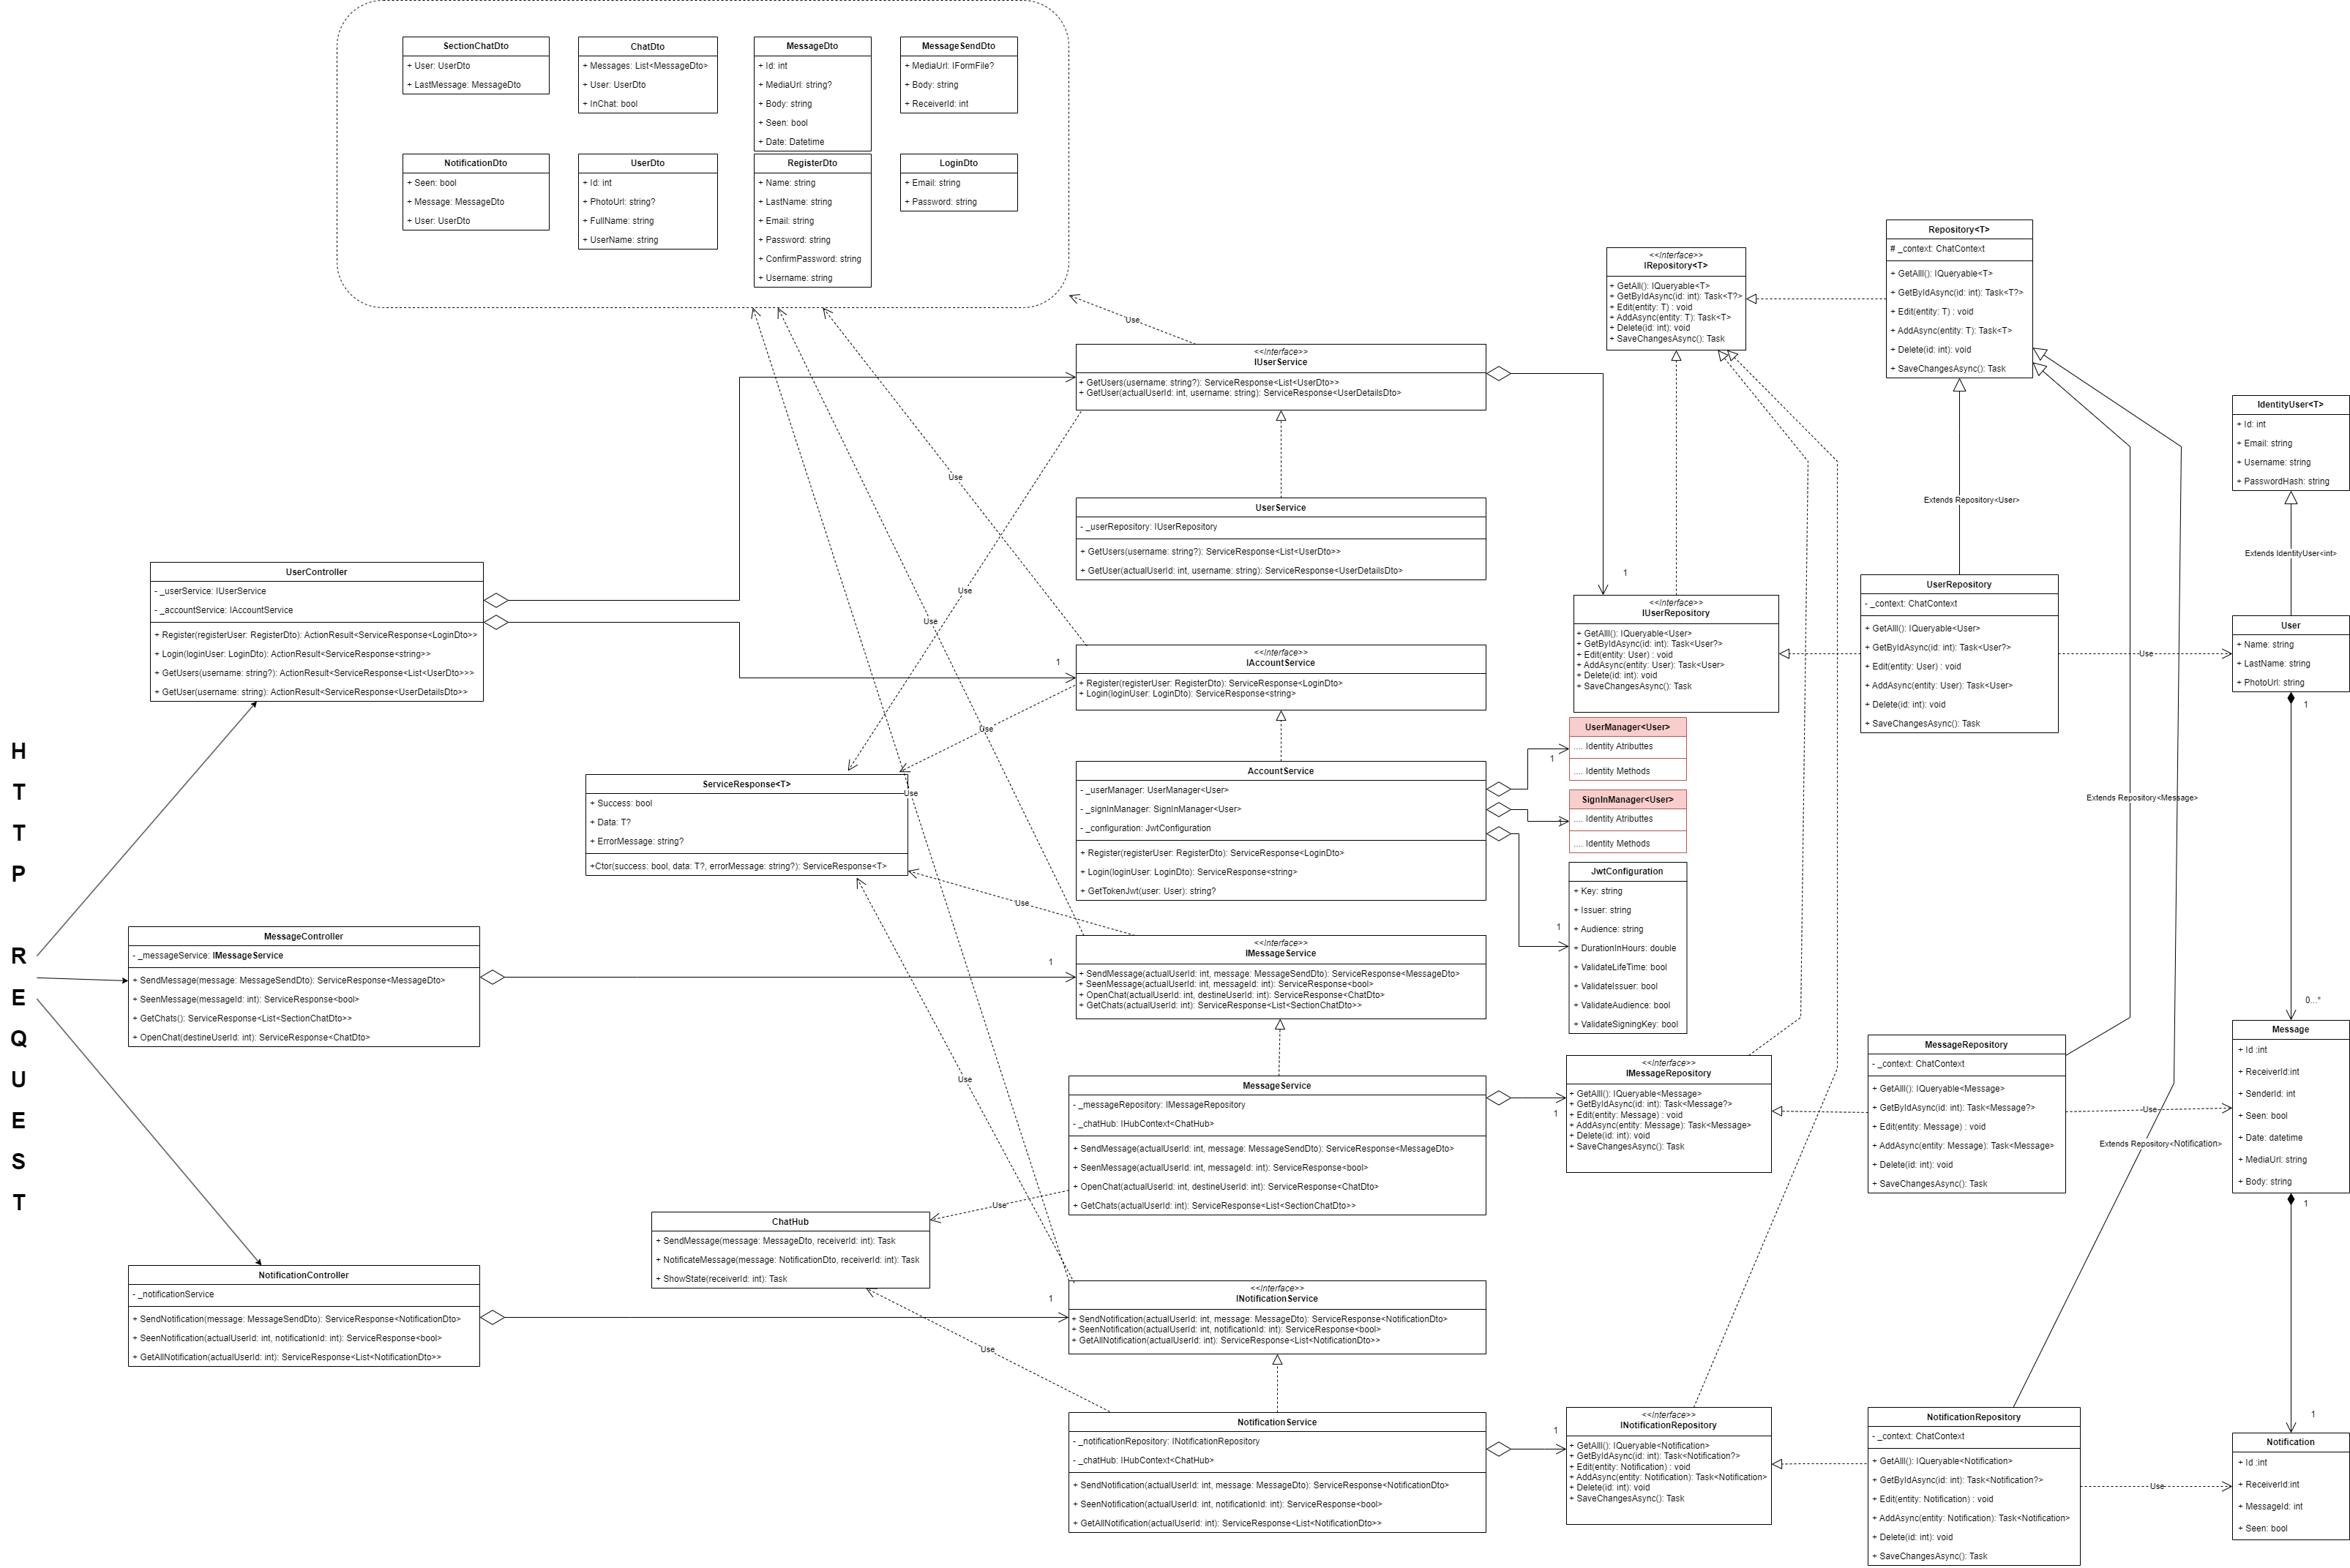 SectionChatDto
+ User: UserDto
+ LastMessage: MessageDto
ChatDto
+ Messages: List<MessageDto>
+ User: UserDto
+ InChat: bool
MessageDto
+ Id: int
+ MediaUrl: string?
+ Body: string
+ Seen: bool
+ Date: Datetime
MessageSendDto
+ MediaUrl: IFormFile?
+ Body: string
+ ReceiverId: int
NotificationDto
+ Seen: bool
+ Message: MessageDto
+ User: UserDto
UserDto
+ Id: int
+ PhotoUrl: string?
+ FullName: string
+ UserName: string
RegisterDto
+ Name: string
+ LastName: string
+ Email: string
+ Password: string
+ ConfirmPassword: string
+ Username: string
LoginDto
+ Email: string
+ Password: string
Use
<<Interface>>
IUserService
+ GetUsers(username: string?): ServiceResponse<List<UserDto>>
+ GetUser(actualUserId: int, username: string): ServiceResponse<UserDetailsDto>
UserService
- _userRepository: IUserRepository
+ GetUsers(username: string?): ServiceResponse<List<UserDto>>
+ GetUser(actualUserId: int, username: string): ServiceResponse<UserDetailsDto>
Use
Use
Use
<<Interface>>
IRepository<T>
+ GetAll(): IQueryable<T>
+ GetByIdAsync(id: int): Task<T?>
+ Edit(entity: T) : void
+ AddAsync(entity: T): Task<T>
+ Delete(id: int): void
+ SaveChangesAsync(): Task
Repository<T>
# _context: ChatContext
+ GetAlll(): IQueryable<T>
+ GetByIdAsync(id: int): Task<T?>
+ Edit(entity: T) : void
+ AddAsync(entity: T): Task<T>
+ Delete(id: int): void
+ SaveChangesAsync(): Task
IdentityUser<T>
+ Id: int
+ Email: string
+ Username: string
+ PasswordHash: string
Extends Repository<User>
Extends IdentityUser<int>
UserController
- _userService: IUserService
- _accountService: IAccountService
+ Register(registerUser: RegisterDto): ActionResult<ServiceResponse<LoginDto>>
+ Login(loginUser: LoginDto): ActionResult<ServiceResponse<string>>
+ GetUsers(username: string?): ActionResult<ServiceResponse<List<UserDto>>>
+ GetUser(username: string): ActionResult<ServiceResponse<UserDetailsDto>>
1
<<Interface>>
IAccountService
+ Register(registerUser: RegisterDto): ServiceResponse<LoginDto>
+ Login(loginUser: LoginDto): ServiceResponse<string>
1
<<Interface>>
IUserRepository
+ GetAlll(): IQueryable<User>
+ GetByIdAsync(id: int): Task<User?>
+ Edit(entity: User) : void
+ AddAsync(entity: User): Task<User>
+ Delete(id: int): void
+ SaveChangesAsync(): Task
UserRepository
- _context: ChatContext
+ GetAlll(): IQueryable<User>
+ GetByIdAsync(id: int): Task<User?>
+ Edit(entity: User) : void
+ AddAsync(entity: User): Task<User>
+ Delete(id: int): void
+ SaveChangesAsync(): Task
Use
User
+ Name: string
+ LastName: string
+ PhotoUrl: string
1
Use
H
T
T
P
R
E
Q
U
E
S
T
ServiceResponse<T>
+ Success: bool
+ Data: T?
+ ErrorMessage: string?
+Ctor(success: bool, data: T?, errorMessage: string?): ServiceResponse<T>
Use
AccountService
- _userManager: UserManager<User>
- _signInManager: SignInManager<User>
- _configuration: JwtConfiguration
+ Register(registerUser: RegisterDto): ServiceResponse<LoginDto>
+ Login(loginUser: LoginDto): ServiceResponse<string>
+ GetTokenJwt(user: User): string?
1
UserManager<User>
.... Identity Atributtes
.... Identity Methods
1
SignInManager<User>
.... Identity Atributtes
.... Identity Methods
1
JwtConfiguration
+ Key: string
+ Issuer: string
+ Audience: string
+ DurationInHours: double
+ ValidateLifeTime: bool
+ ValidateIssuer: bool
+ ValidateAudience: bool
+ ValidateSigningKey: bool
Extends Repository<Message>
Use
MessageController
- _messageService: IMessageService
+ SendMessage(message: MessageSendDto): ServiceResponse<MessageDto>
+ SeenMessage(messageId: int): ServiceResponse<bool>
+ GetChats(): ServiceResponse<List<SectionChatDto>>
+ OpenChat(destineUserId: int): ServiceResponse<ChatDto>
1
<<Interface>>
IMessageService
+ SendMessage(actualUserId: int, message: MessageSendDto): ServiceResponse<MessageDto>
+ SeenMessage(actualUserId: int, messageId: int): ServiceResponse<bool>
+ OpenChat(actualUserId: int, destineUserId: int): ServiceResponse<ChatDto>
+ GetChats(actualUserId: int): ServiceResponse<List<SectionChatDto>>
Use
MessageService
- _messageRepository: IMessageRepository
- _chatHub: IHubContext<ChatHub>
+ SendMessage(actualUserId: int, message: MessageSendDto): ServiceResponse<MessageDto>
+ SeenMessage(actualUserId: int, messageId: int): ServiceResponse<bool>
+ OpenChat(actualUserId: int, destineUserId: int): ServiceResponse<ChatDto>
+ GetChats(actualUserId: int): ServiceResponse<List<SectionChatDto>>
1
<<Interface>>
IMessageRepository
+ GetAlll(): IQueryable<Message>
+ GetByIdAsync(id: int): Task<Message?>
+ Edit(entity: Message) : void
+ AddAsync(entity: Message): Task<Message>
+ Delete(id: int): void
+ SaveChangesAsync(): Task
MessageRepository
- _context: ChatContext
+ GetAlll(): IQueryable<Message>
+ GetByIdAsync(id: int): Task<Message?>
+ Edit(entity: Message) : void
+ AddAsync(entity: Message): Task<Message>
+ Delete(id: int): void
+ SaveChangesAsync(): Task
Use
Extends Repository<Notification>
0...*
Message
+ Id :int
+ ReceiverId:int
+ SenderId: int
+ Seen: bool
+ Date: datetime
+ MediaUrl: string
+ Body: string
1
Use
ChatHub
+ SendMessage(message: MessageDto, receiverId: int): Task
+ NotificateMessage(message: NotificationDto, receiverId: int): Task
+ ShowState(receiverId: int): Task
Use
NotificationController
- _notificationService
+ SendNotification(message: MessageSendDto): ServiceResponse<NotificationDto>
+ SeenNotification(actualUserId: int, notificationId: int): ServiceResponse<bool>
+ GetAllNotification(actualUserId: int): ServiceResponse<List<NotificationDto>>
1
<<Interface>>
INotificationService
+ SendNotification(actualUserId: int, message: MessageDto): ServiceResponse<NotificationDto>
+ SeenNotification(actualUserId: int, notificationId: int): ServiceResponse<bool>
+ GetAllNotification(actualUserId: int): ServiceResponse<List<NotificationDto>>
Use
NotificationService
- _notificationRepository: INotificationRepository
- _chatHub: IHubContext<ChatHub>
+ SendNotification(actualUserId: int, message: MessageDto): ServiceResponse<NotificationDto>
+ SeenNotification(actualUserId: int, notificationId: int): ServiceResponse<bool>
+ GetAllNotification(actualUserId: int): ServiceResponse<List<NotificationDto>>
1
<<Interface>>
INotificationRepository
+ GetAlll(): IQueryable<Notification>
+ GetByIdAsync(id: int): Task<Notification?>
+ Edit(entity: Notification) : void
+ AddAsync(entity: Notification): Task<Notification>
+ Delete(id: int): void
+ SaveChangesAsync(): Task
NotificationRepository
- _context: ChatContext
+ GetAlll(): IQueryable<Notification>
+ GetByIdAsync(id: int): Task<Notification?>
+ Edit(entity: Notification) : void
+ AddAsync(entity: Notification): Task<Notification>
+ Delete(id: int): void
+ SaveChangesAsync(): Task
Use
1
Notification
+ Id :int
+ ReceiverId:int
+ MessageId: int
+ Seen: bool